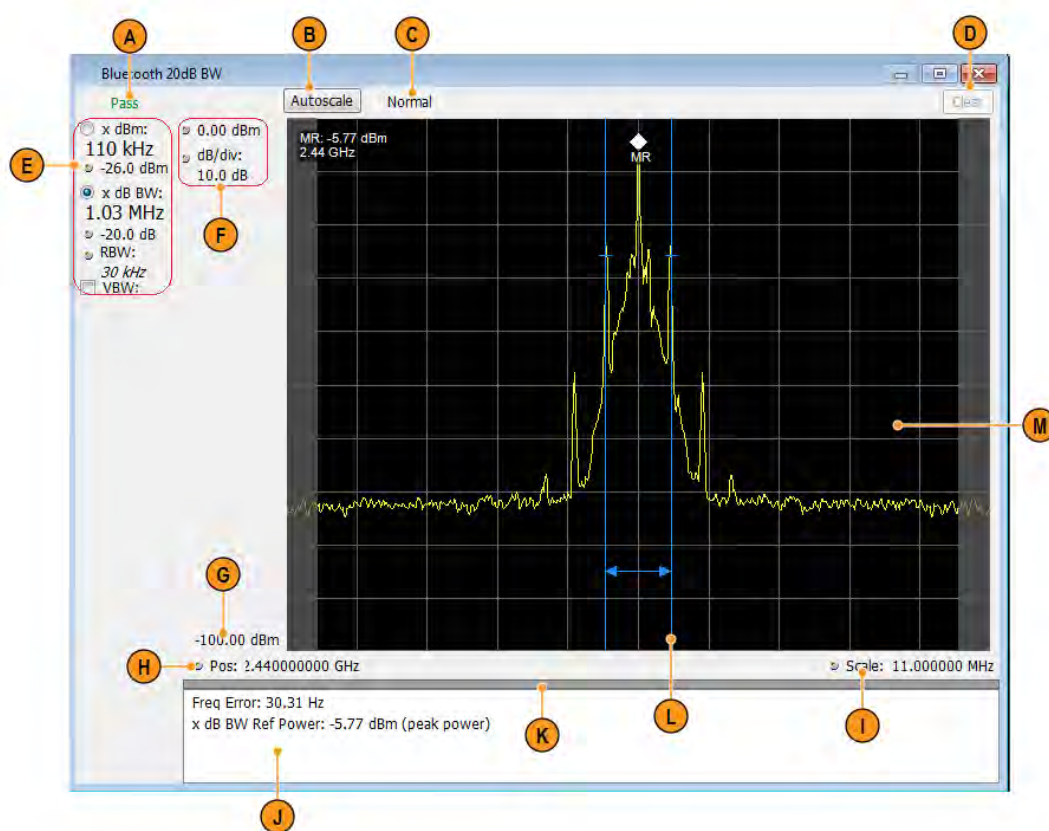 A
B
C
D
Bluetooth 20dB BW
Pass
Autoscale
Normal
Clear
E
x dBm:
110 kHz
-26.0 dBm
x dB BW:
1.03 MHz
-20.0 dB
RBW:
30 kHz
VBW:
0.00 dBm
dB/div:
10.0 dB
F
MR: -5.77 dBm
2.44 GHz
MR
M
G
-100.00 dBm
H
Pos: 2.440000000 GHz
Scale: 11.000000 MHz
L
I
K
Freq Error: 30.31 Hz
x dB BW Ref Power: -5.77 dBm (peak power)
J